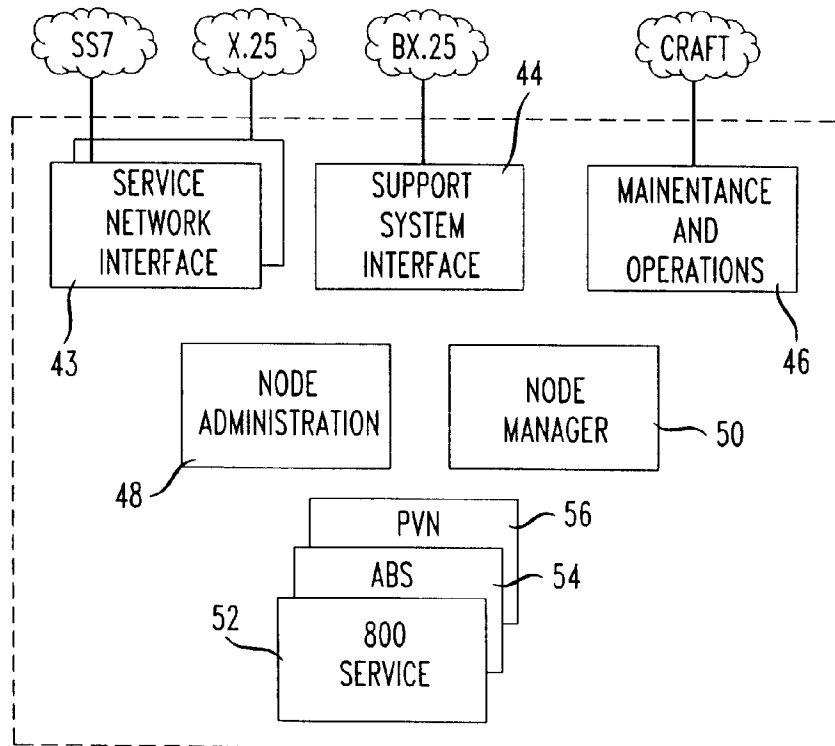 SS7
X.25
BX.25
CRAFT
44
SERVICE
NETWORK
INTERFACE
SUPPORT
SYSTEM
INTERFACE
MAINENTANCE
AND
OPERATIONS
43
46
NODE
ADMINISTRATION
NODE
MANAGER
50
48
PVN
56
ABS
54
52
800
SERVICE